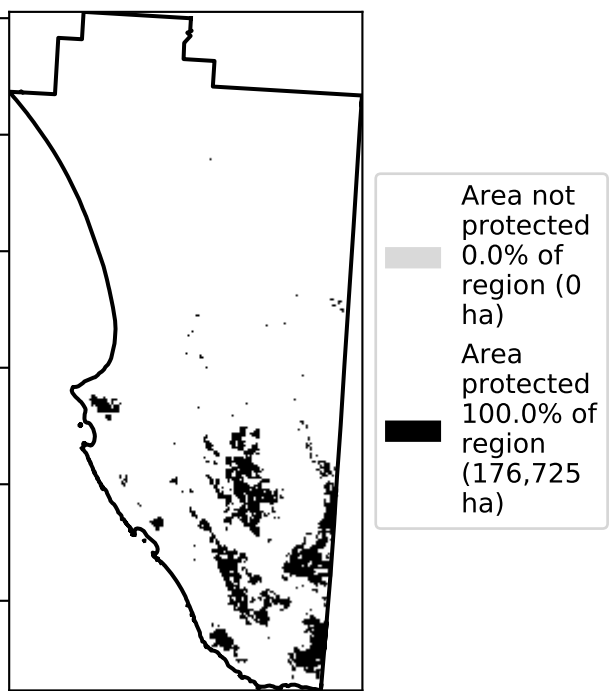 Area not
protected
0.0% of
region (0
ha)
Area
protected
100.0% of
region
(176,725
ha)